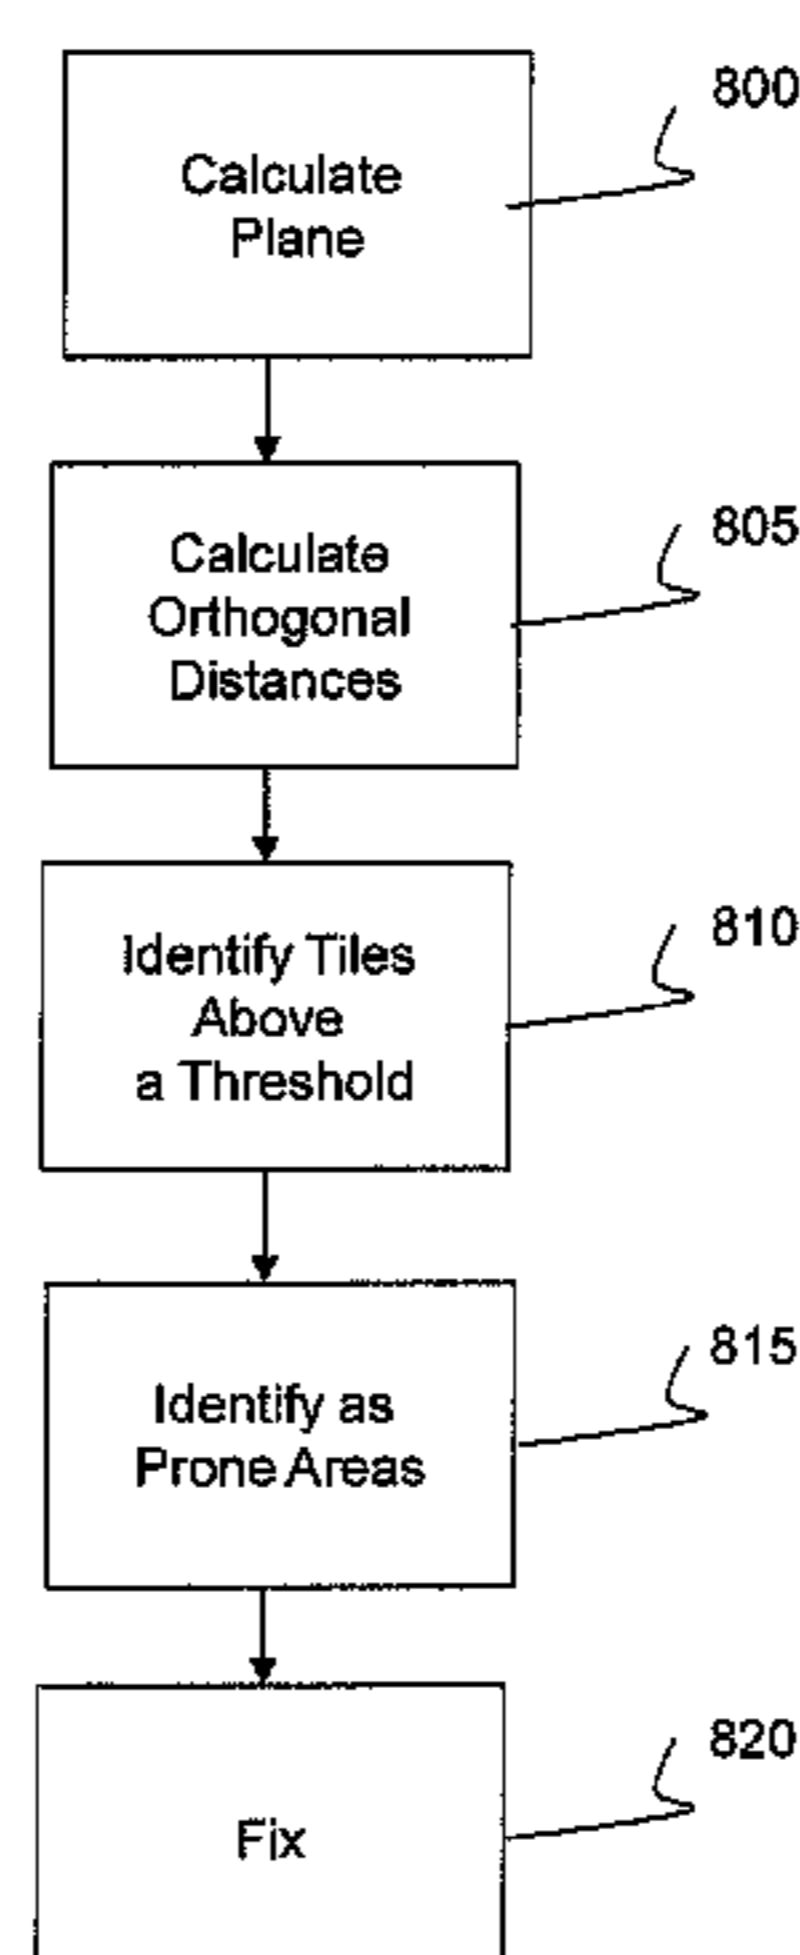 800
Calculate
Plane
805
Calculate
Orthogonal
Distances
810
Identify Tiles
Above
a Threshold
815
Identify as
Prone Areas
820
Fix